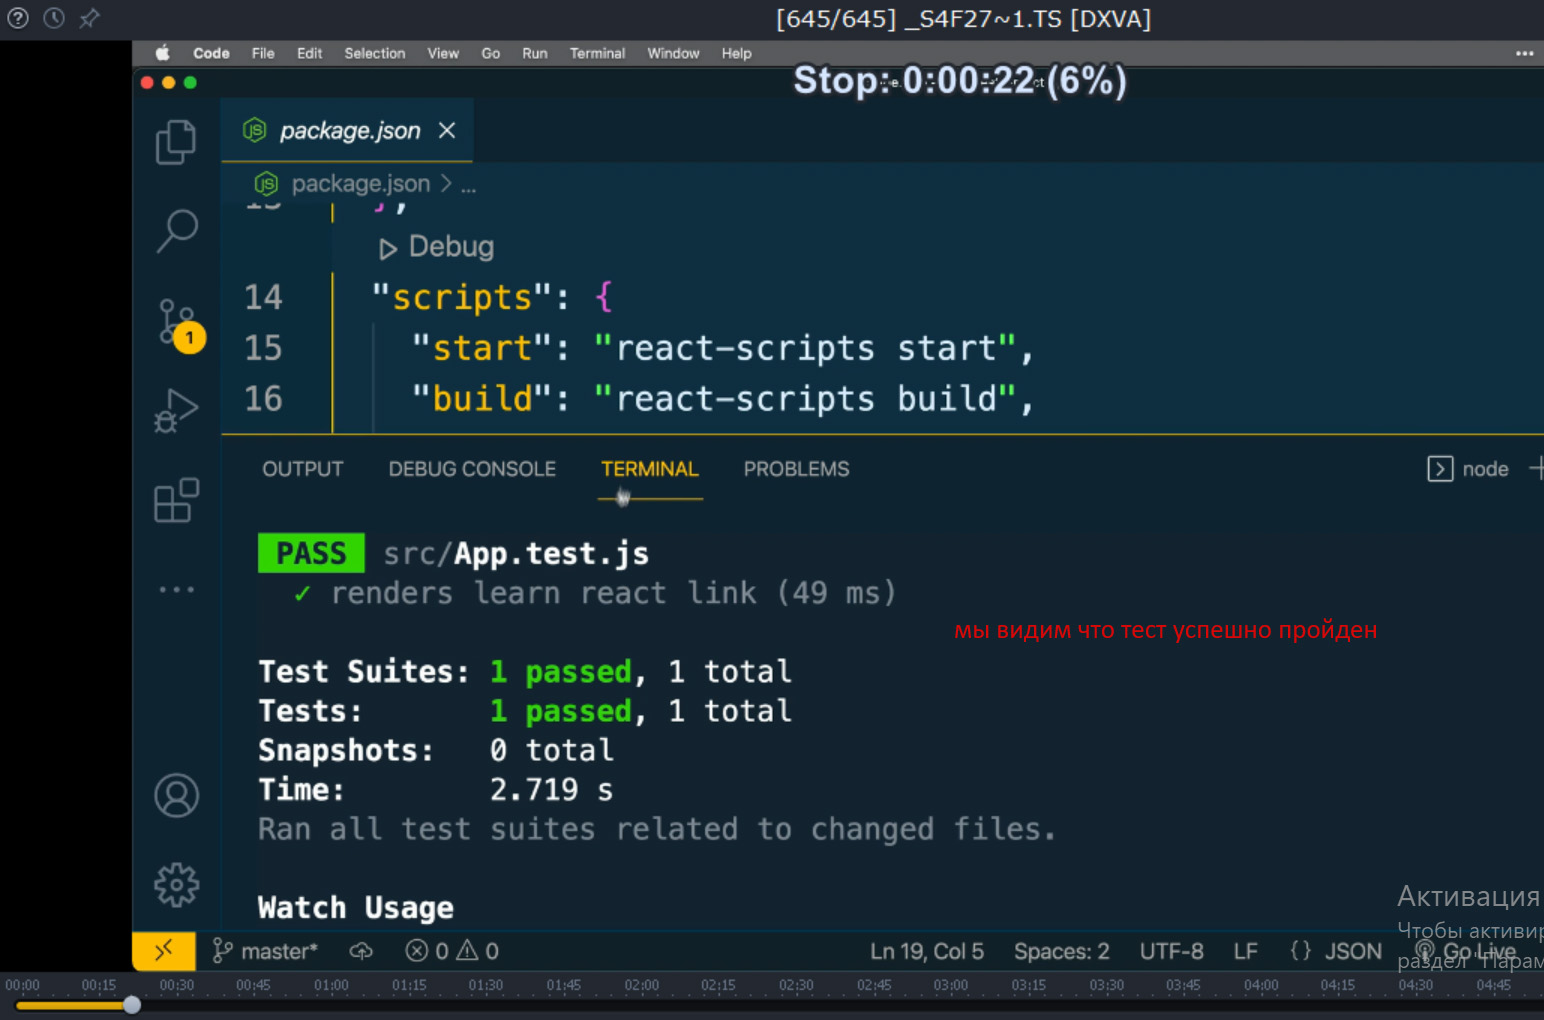 [645/645] _S4F27~1.TS [DXVA]
Code File Edit Selection View Go Run Terminal Window Help
Stop: 0:00:22 (6%)
package.json
package.json > ...
13 },
Debug
14 "scripts": {
15 "start": "react-scripts start",
16 "build": "react-scripts build",
1
OUTPUT DEBUG CONSOLE TERMINAL PROBLEMS node
PASS src/App.test.js
✓ renders learn react link (49 ms)
мы видим что тест успешно пройден
Test Suites: 1 passed, 1 total
Tests: 1 passed, 1 total
Snapshots: 0 total
Time: 2.719 s
Ran all test suites related to changed files.
Watch Usage
Активация
Чтобы активир
раздел "Парам
master* 0 0 Ln 19, Col 5 Spaces: 2 UTF-8 LF {} JSON Go Live
00:00 00:15 00:30 00:45 01:00 01:15 01:30 01:45 02:00 02:15 02:30 02:45 03:00 03:15 03:30 03:45 04:00 04:15 04:30 04:45